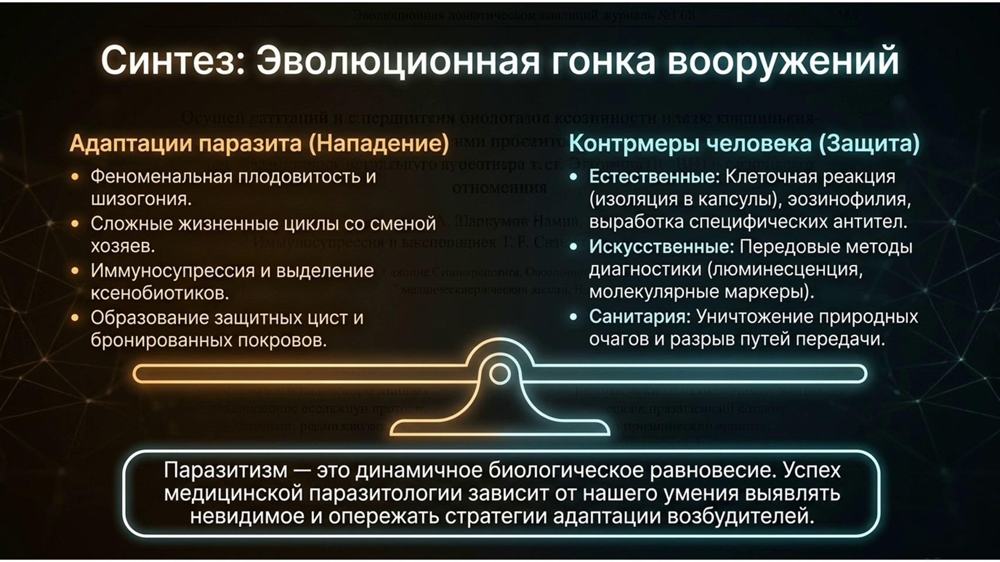 Синтез: Эволюционная гонка вооружений
Адаптации паразита (Нападение)
• Феноменальная плодовитость и
шизогония.
• Сложные жизненные циклы со сменой
хозяев.
• Иммуносупрессия и выделение
ксенобиотиков.
• Образование защитных цист и
бронированных покровов.
Контрмеры человека (Защита)
• Естественные: Клеточная реакция
(изоляция в капсулы), эозинофилия,
выработка специфических антител.
• Искусственные: Передовые методы
диагностики (люминесценция,
молекулярные маркеры).
• Санитария: Уничтожение природных
очагов и разрыв путей передачи.
Паразитизм — это динамичное биологическое равновесие. Успех
медицинской паразитологии зависит от нашего умения выявлять
невидимое и опережать стратегии адаптации возбудителей.